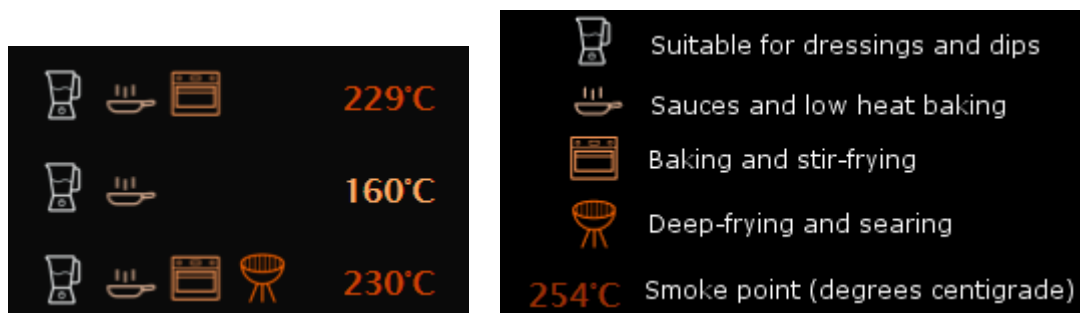 229°C
160°C
230°C
Suitable for dressings and dips
Sauces and low heat baking
Baking and stir-frying
Deep-frying and searing
254°C Smoke point (degrees centigrade)